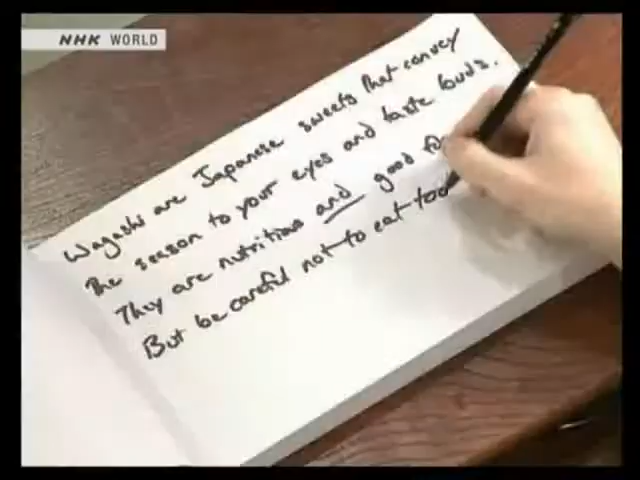 NHK WORLD
Wagashi are Japanese sweets that convey
the season to your eyes and taste buds.
They are nutritious and good
But be careful not to eat too